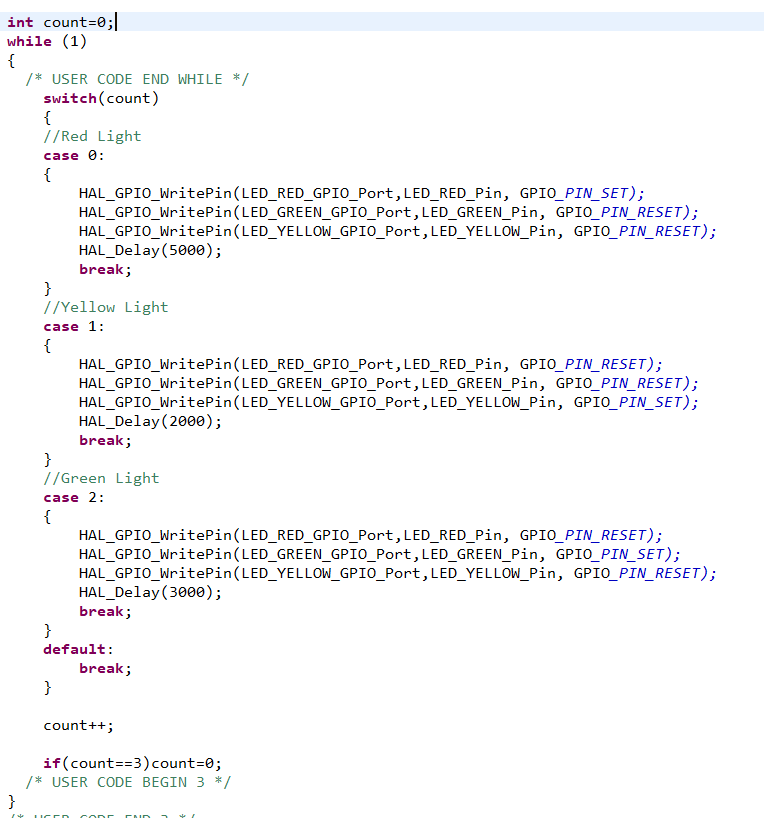 int count=0;
while (1)
{
/* USER CODE END WHILE */
switch(count)
{
//Red Light
case 0:
{
HAL_GPIO_WritePin(LED_RED_GPIO_Port,LED_RED_Pin, GPIO_PIN_SET);
HAL_GPIO_WritePin(LED_GREEN_GPIO_Port,LED_GREEN_Pin, GPIO_PIN_RESET);
HAL_GPIO_WritePin(LED_YELLOW_GPIO_Port,LED_YELLOW_Pin, GPIO_PIN_RESET);
HAL_Delay(5000);
break;
}
//Yellow Light
case 1:
{
HAL_GPIO_WritePin(LED_RED_GPIO_Port,LED_RED_Pin, GPIO_PIN_RESET);
HAL_GPIO_WritePin(LED_GREEN_GPIO_Port,LED_GREEN_Pin, GPIO_PIN_RESET);
HAL_GPIO_WritePin(LED_YELLOW_GPIO_Port,LED_YELLOW_Pin, GPIO_PIN_SET);
HAL_Delay(2000);
break;
}
//Green Light
case 2:
{
HAL_GPIO_WritePin(LED_RED_GPIO_Port,LED_RED_Pin, GPIO_PIN_RESET);
HAL_GPIO_WritePin(LED_GREEN_GPIO_Port,LED_GREEN_Pin, GPIO_PIN_SET);
HAL_GPIO_WritePin(LED_YELLOW_GPIO_Port,LED_YELLOW_Pin, GPIO_PIN_RESET);
HAL_Delay(3000);
break;
}
default:
break;
}
count++;
if(count==3)count=0;
/* USER CODE BEGIN 3 */
}
/* USER CODE END 3 */